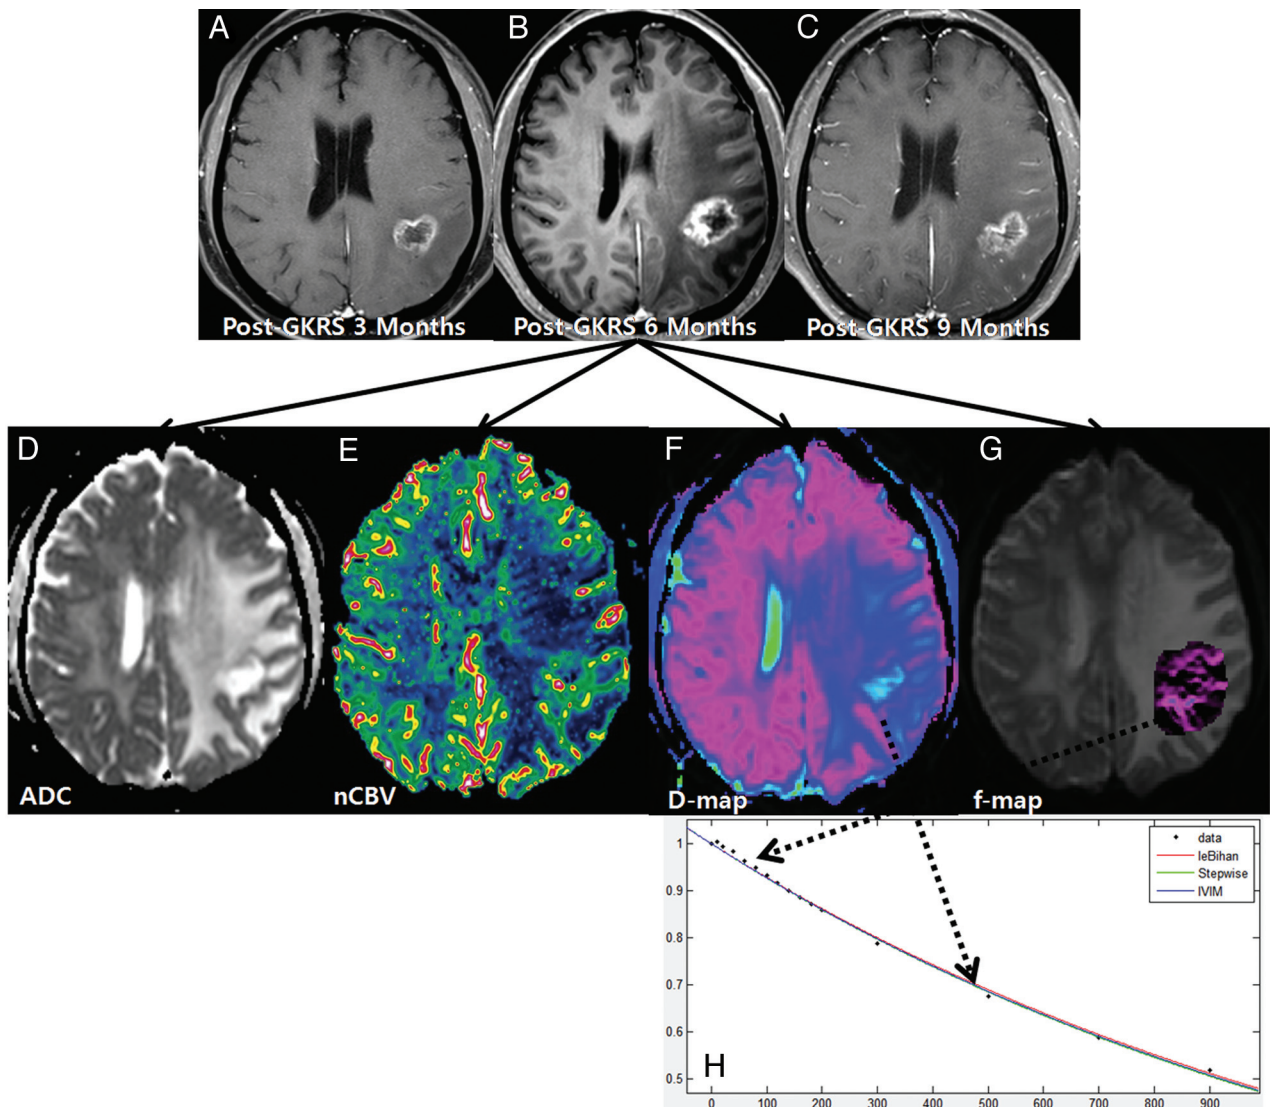 A
B
C
Post-GKRS 3 Months
Post-GKRS 6 Months
Post-GKRS 9 Months
D
E
F
G
ADC
nCBV
D-map
f-map
1
0.9
0.8
0.7
0.6
0.5
data
leBihan
Stepwise
IVIM
H
0 100 200 300 400 500 600 700 800 900